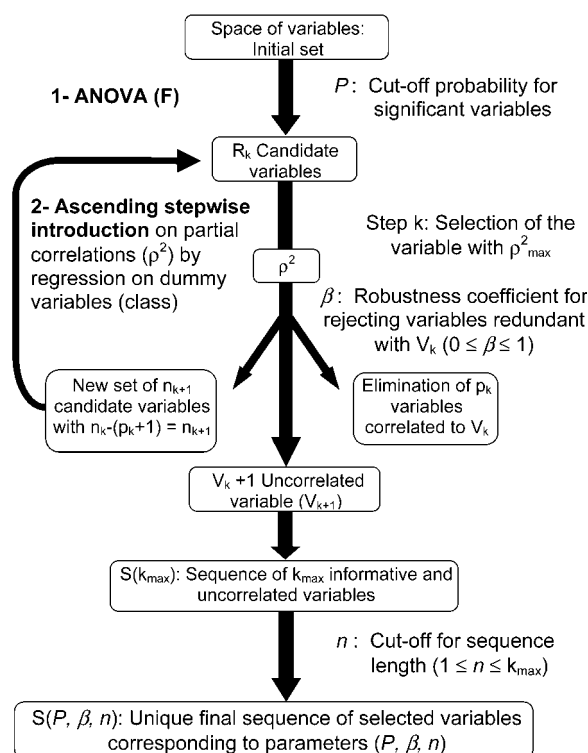 Space of variables:
Initial set
1- ANOVA (F)
P : Cut-off probability for
significant variables
R_k Candidate
variables
2- Ascending stepwise
introduction on partial
correlations (ρ²) by
regression on dummy
variables (class)
Step k: Selection of the
variable with ρ²_max
ρ²
β : Robustness coefficient for
rejecting variables redundant
with V_k (0 ≤ β ≤ 1)
New set of n_k+1
candidate variables
with n_k-(p_k+1) = n_k+1
Elimination of p_k
variables
correlated to V_k
V_k +1 Uncorrelated
variable (V_k+1)
S(k_max): Sequence of k_max informative and
uncorrelated variables
n : Cut-off for sequence
length (1 ≤ n ≤ k_max)
S(P, β, n): Unique final sequence of selected variables
corresponding to parameters (P, β, n)